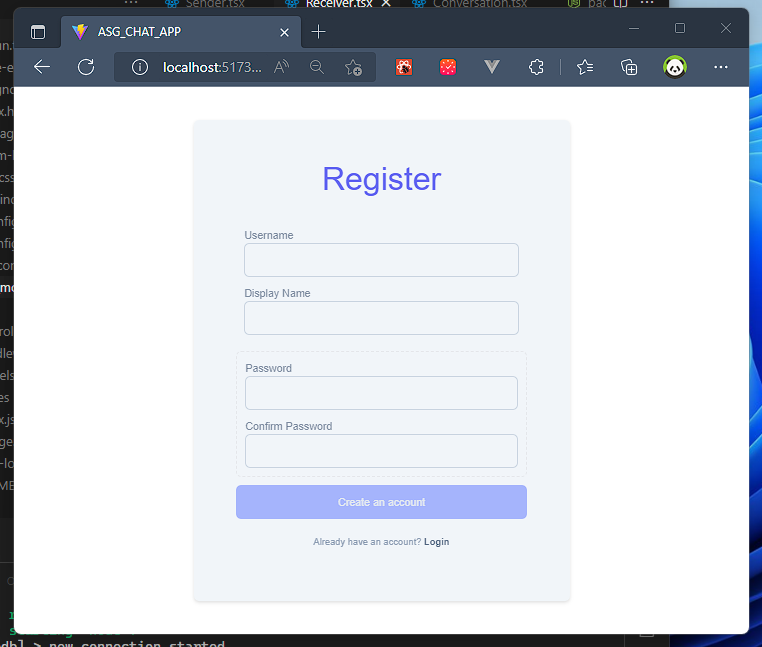 Sender.tsx Receiver.tsx Conversation.tsx
ASG_CHAT_APP
localhost:5173...
Register
Username
Display Name
Password
Confirm Password
Create an account
Already have an account? Login
db] > new connection started